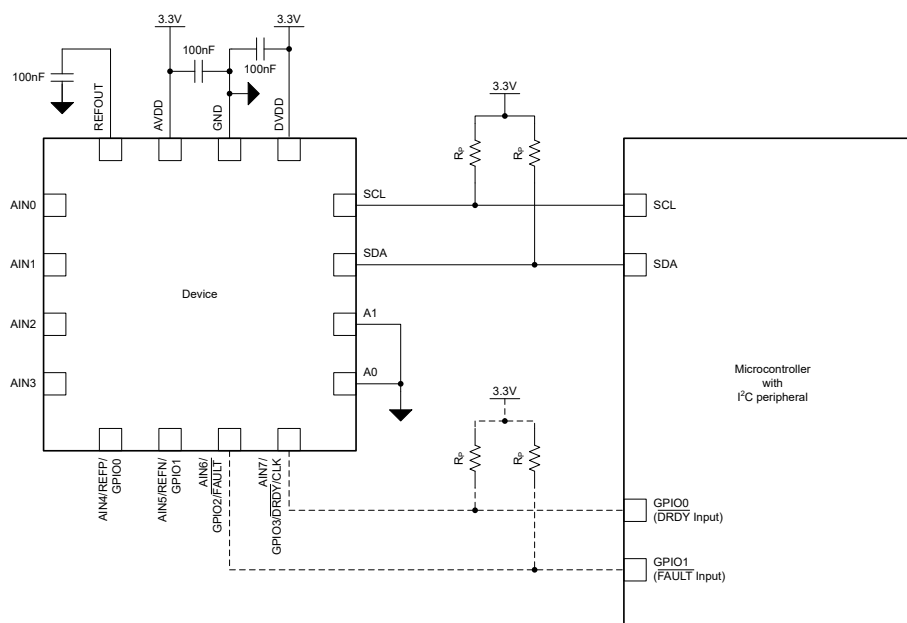 3.3V
3.3V
100nF
100nF
100nF
REFOUT
AVDD
GND
DVDD
3.3V
RP
RP
AIN0
SCL
SCL
AIN1
SDA
SDA
Device
AIN2
A1
AIN3
A0
Microcontroller
with
I²C peripheral
3.3V
RP
RP
AIN4/REFP/
GPIO0
AIN5/REFN/
GPIO1
AIN6/
GPIO2/FAULT
AIN7/
GPIO3/DRDY/CLK
GPIO0
(DRDY Input)
GPIO1
(FAULT Input)